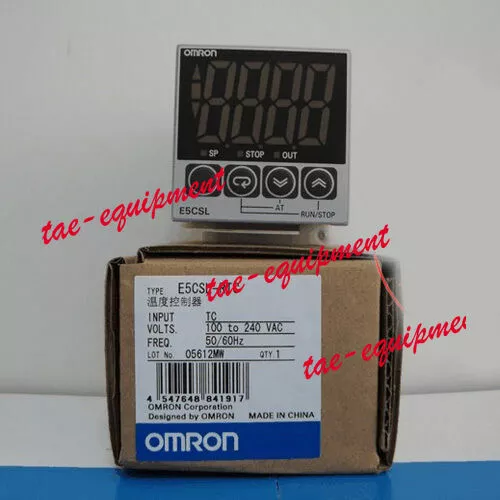 OMRON
SP STOP OUT
AT
E5CSL RUN/STOP
tae-equipment
tae-equipment
tae-equipment
tae-equipment
TYPE
温度控制器
INPUT TC
VOLTS. 100 to 240 VAC
FREQ. 50/60Hz
LOT No. 05612MW QTY. 1
4 547648 841917
OMRON Corporation
Designed by OMRON MADE IN CHINA
OMRON